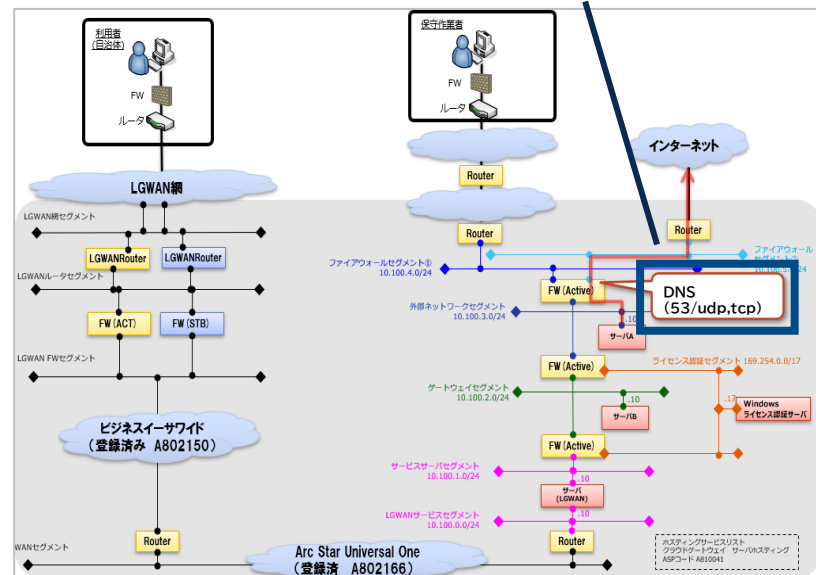 利用者
(自治体)
FW
ルータ
LGWAN網
LGWAN網セグメント
LGWANRouter
LGWANRouter
LGWANルータセグメント
FW(ACT)
FW(STB)
LGWAN FWセグメント
ビジネスイーサワイド
(登録済み A802150)
Router
WANセグメント
Arc Star Universal One
(登録済 A802166)
保守作業者
FW
ルータ
Router
Router
インターネット
Router
ファイアウォールセグメント①
10.100.4.0/24
ファイアウォール
FW(Active)
DNS
(53/udp,tcp)
外部ネットワークセグメント
10.100.3.0/24
.10
サーバA
FW(Active)
ライセンス認証セグメント 169.254.0.0/17
ゲートウェイセグメント
10.100.2.0/24
.10
サーバB
.17
Windows
ライセンス認証サーバ
FW(Active)
サービスサーバセグメント
10.100.1.0/24
.10
サーバ
(LGWAN)
.10
LGWANサービスセグメント
10.100.0.0/24
Router
ホスティングサービスリスト
クラウドゲートウェイ サーバホスティング
ASPコード A810041